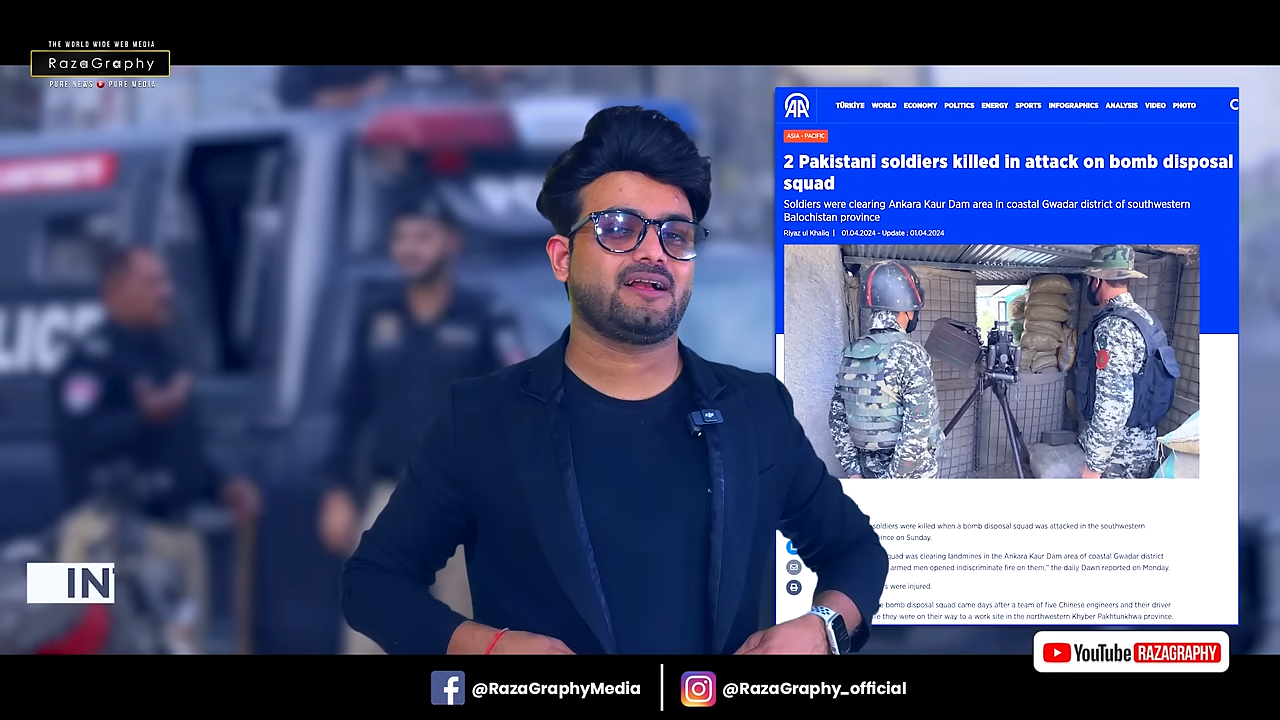 THE WORLD WIDE WEB MEDIA
RazaGraphy
PURE NEWS PURE MEDIA
AA
TÜRKİYE WORLD ECONOMY POLITICS ENERGY SPORTS INFOGRAPHICS ANALYSIS VIDEO PHOTO
ASIA - PACIFIC
2 Pakistani soldiers killed in attack on bomb disposal
squad
Soldiers were clearing Ankara Kaur Dam area in coastal Gwadar district of southwestern
Balochistan province
Riyaz ul Khaliq | 01.04.2024 - Update : 01.04.2024
soldiers were killed when a bomb disposal squad was attacked in the southwestern
on Sunday.
squad was clearing landmines in the Ankara Kaur Dam area of coastal Gwadar district
armed men opened indiscriminate fire on them," the daily Dawn reported on Monday.
were injured.
bomb disposal squad came days after a team of five Chinese engineers and their driver
they were on their way to a work site in the northwestern Khyber Pakhtunkhwa province.
LICE
IN
YouTube RAZAGRAPHY
@RazaGraphyMedia
@RazaGraphy_official